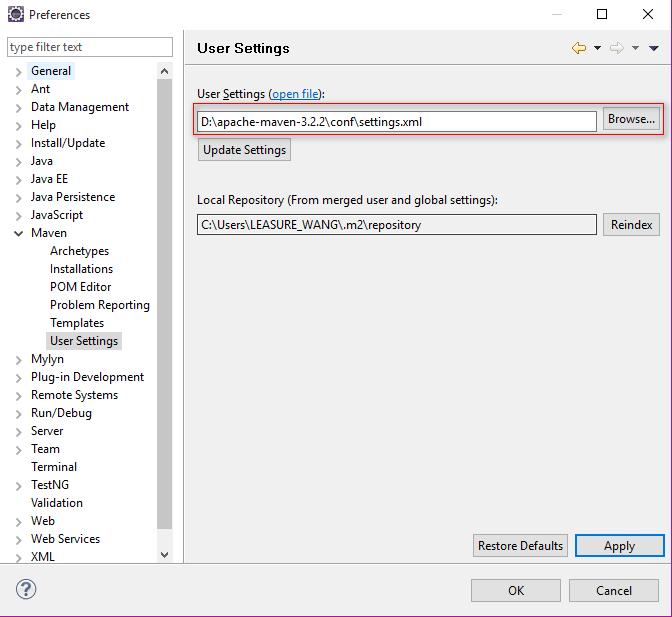 Preferences
type filter text
General
Ant
Data Management
Help
Install/Update
Java
Java EE
Java Persistence
JavaScript
Maven
Archetypes
Installations
POM Editor
Problem Reporting
Templates
User Settings
Mylyn
Plug-in Development
Remote Systems
Run/Debug
Server
Team
Terminal
TestNG
Validation
Web
Web Services
XML
User Settings
User Settings (open file):
D:\apache-maven-3.2.2\conf\settings.xml
Browse...
Update Settings
Local Repository (From merged user and global settings):
C:\Users\LEASURE_WANG\.m2\repository
Reindex
Restore Defaults
Apply
OK
Cancel